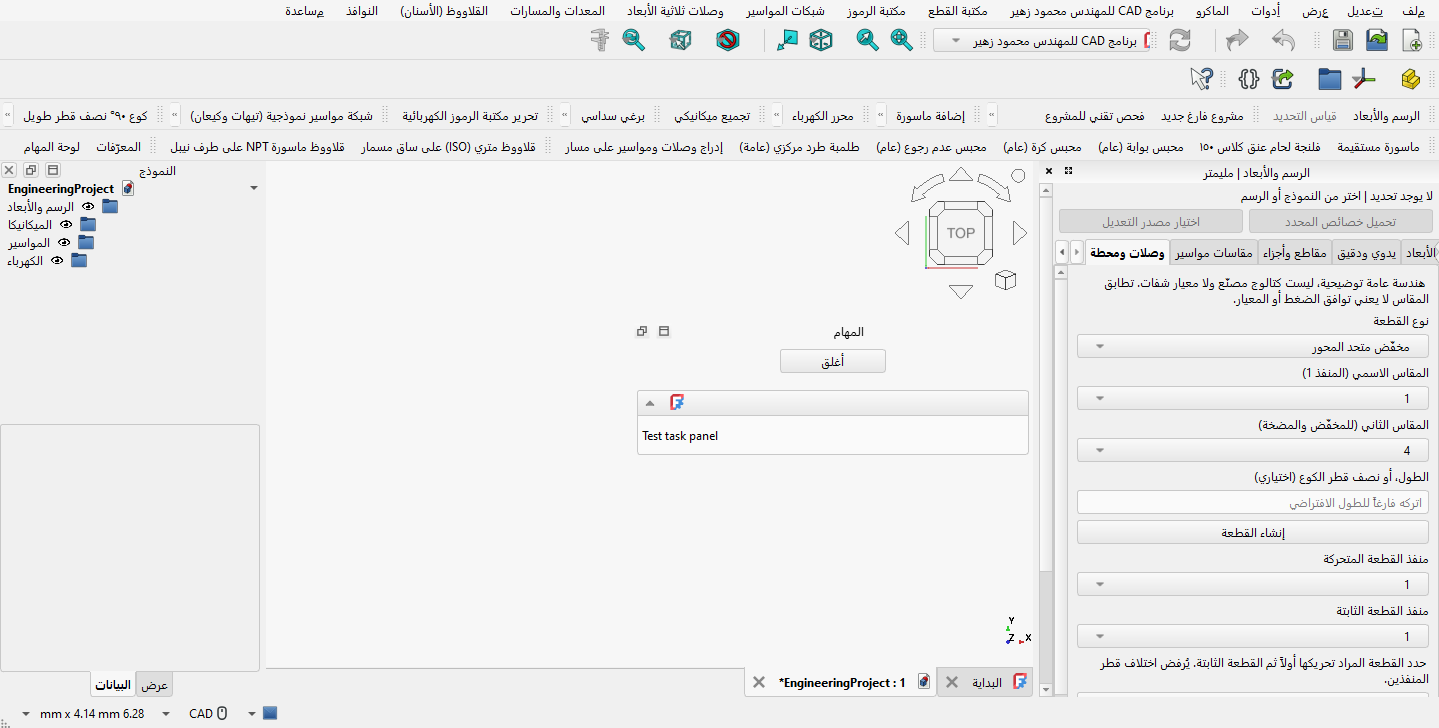 ملف تعديل عرض أدوات الماكرو برنامج CAD للمهندس محمود زهير مكتبة القطع مكتبة الرموز شبكات المواسير وصلات ثلاثية الأبعاد المعدات والمسارات القلاووظ (الأسنان) النوافذ مساعدة
برنامج CAD للمهندس محمود زهير
الرسم والأبعاد قياس التحديد مشروع فارغ جديد فحص تقني للمشروع » إضافة ماسورة » محرر الكهرباء » تجميع ميكانيكي برغي سداسي » تحرير مكتبة الرموز الكهربائية شبكة مواسير نموذجية (تيهات وكيعان) » كوع ٩٠° نصف قطر طويل »
ماسورة مستقيمة فلنجة لحام عنق كلاس ١٥٠ محبس بوابة (عام) محبس كرة (عام) محبس عدم رجوع (عام) طلمبة طرد مركزي (عامة) إدراج وصلات ومواسير على مسار قلاووظ متري (ISO) على ساق مسمار قلاووظ ماسورة NPT على طرف نيبل المعرّفات لوحة المهام
الرسم والأبعاد | مليمتر
لا يوجد تحديد | اختر من النموذج أو الرسم
تحميل خصائص المحدد
اختيار مصدر التعديل
الأبعاد
يدوي ودقيق
مقاطع وأجزاء
مقاسات مواسير
وصلات ومحطة
هندسة عامة توضيحية، ليست كتالوج مصنّع ولا معيار شفات. تطابق
المقاس لا يعني توافق الضغط أو المعيار.
نوع القطعة
مخفّض متحد المحور
المقاس الاسمي (المنفذ 1)
1
المقاس الثاني (للمخفّض والمضخة)
4
الطول، أو نصف قطر الكوع (اختياري)
اتركه فارغاً للطول الافتراضي
إنشاء القطعة
منفذ القطعة المتحركة
1
منفذ القطعة الثابتة
1
حدد القطعة المراد تحريكها أولاً ثم القطعة الثابتة. يُرفض اختلاف قطر
المنفذين.
TOP
المهام
أغلق
Test task panel
Y
Z
X
البداية
EngineeringProject : 1*
النموذج
EngineeringProject
الرسم والأبعاد
الميكانيكا
المواسير
الكهرباء
عرض
البيانات
CAD
mm x 4.14 mm 6.28